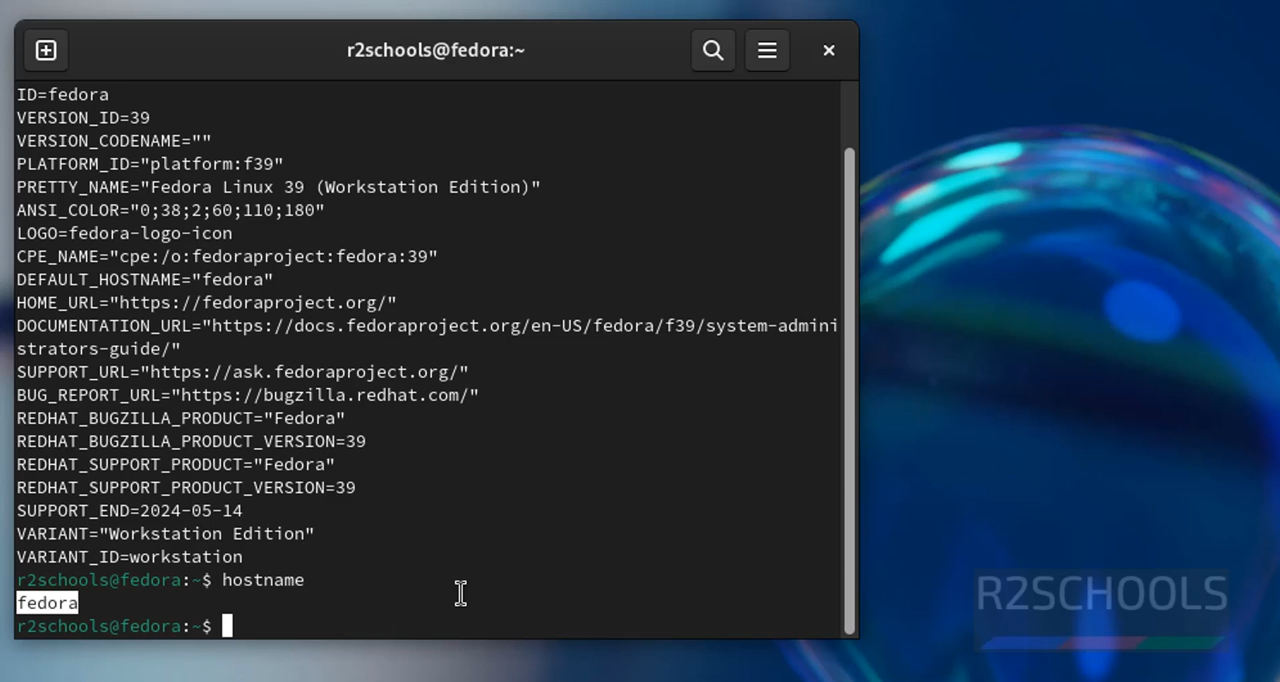 r2schools@fedora:~
ID=fedora
VERSION_ID=39
VERSION_CODENAME=""
PLATFORM_ID="platform:f39"
PRETTY_NAME="Fedora Linux 39 (Workstation Edition)"
ANSI_COLOR="0;38;2;60;110;180"
LOGO=fedora-logo-icon
CPE_NAME="cpe:/o:fedoraproject:fedora:39"
DEFAULT_HOSTNAME="fedora"
HOME_URL="https://fedoraproject.org/"
DOCUMENTATION_URL="https://docs.fedoraproject.org/en-US/fedora/f39/system-admini
strators-guide/"
SUPPORT_URL="https://ask.fedoraproject.org/"
BUG_REPORT_URL="https://bugzilla.redhat.com/"
REDHAT_BUGZILLA_PRODUCT="Fedora"
REDHAT_BUGZILLA_PRODUCT_VERSION=39
REDHAT_SUPPORT_PRODUCT="Fedora"
REDHAT_SUPPORT_PRODUCT_VERSION=39
SUPPORT_END=2024-05-14
VARIANT="Workstation Edition"
VARIANT_ID=workstation
r2schools@fedora:~$ hostname
fedora
r2schools@fedora:~$
R2SCHOOLS